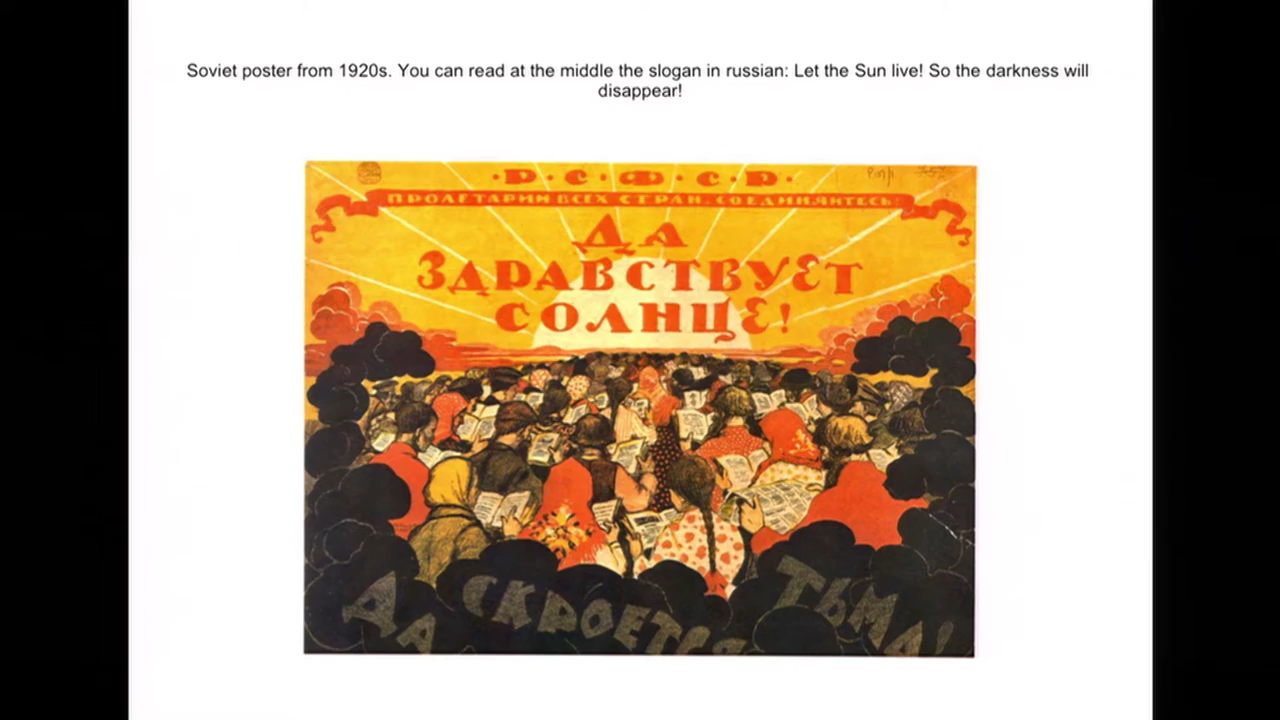 Soviet poster from 1920s. You can read at the middle the slogan in russian: Let the Sun live! So the darkness will
disappear!
·Р·С·Ф·С·Р·
ПРОЛЕТАРИИ ВСЕХ СТРАН, СОЕДИНЯЙТЕСЬ!
ДА
ЗДРАВСТВУЕТ
СОЛНЦЕ!
ДА СКРОЕТСЯ ТЬМА!